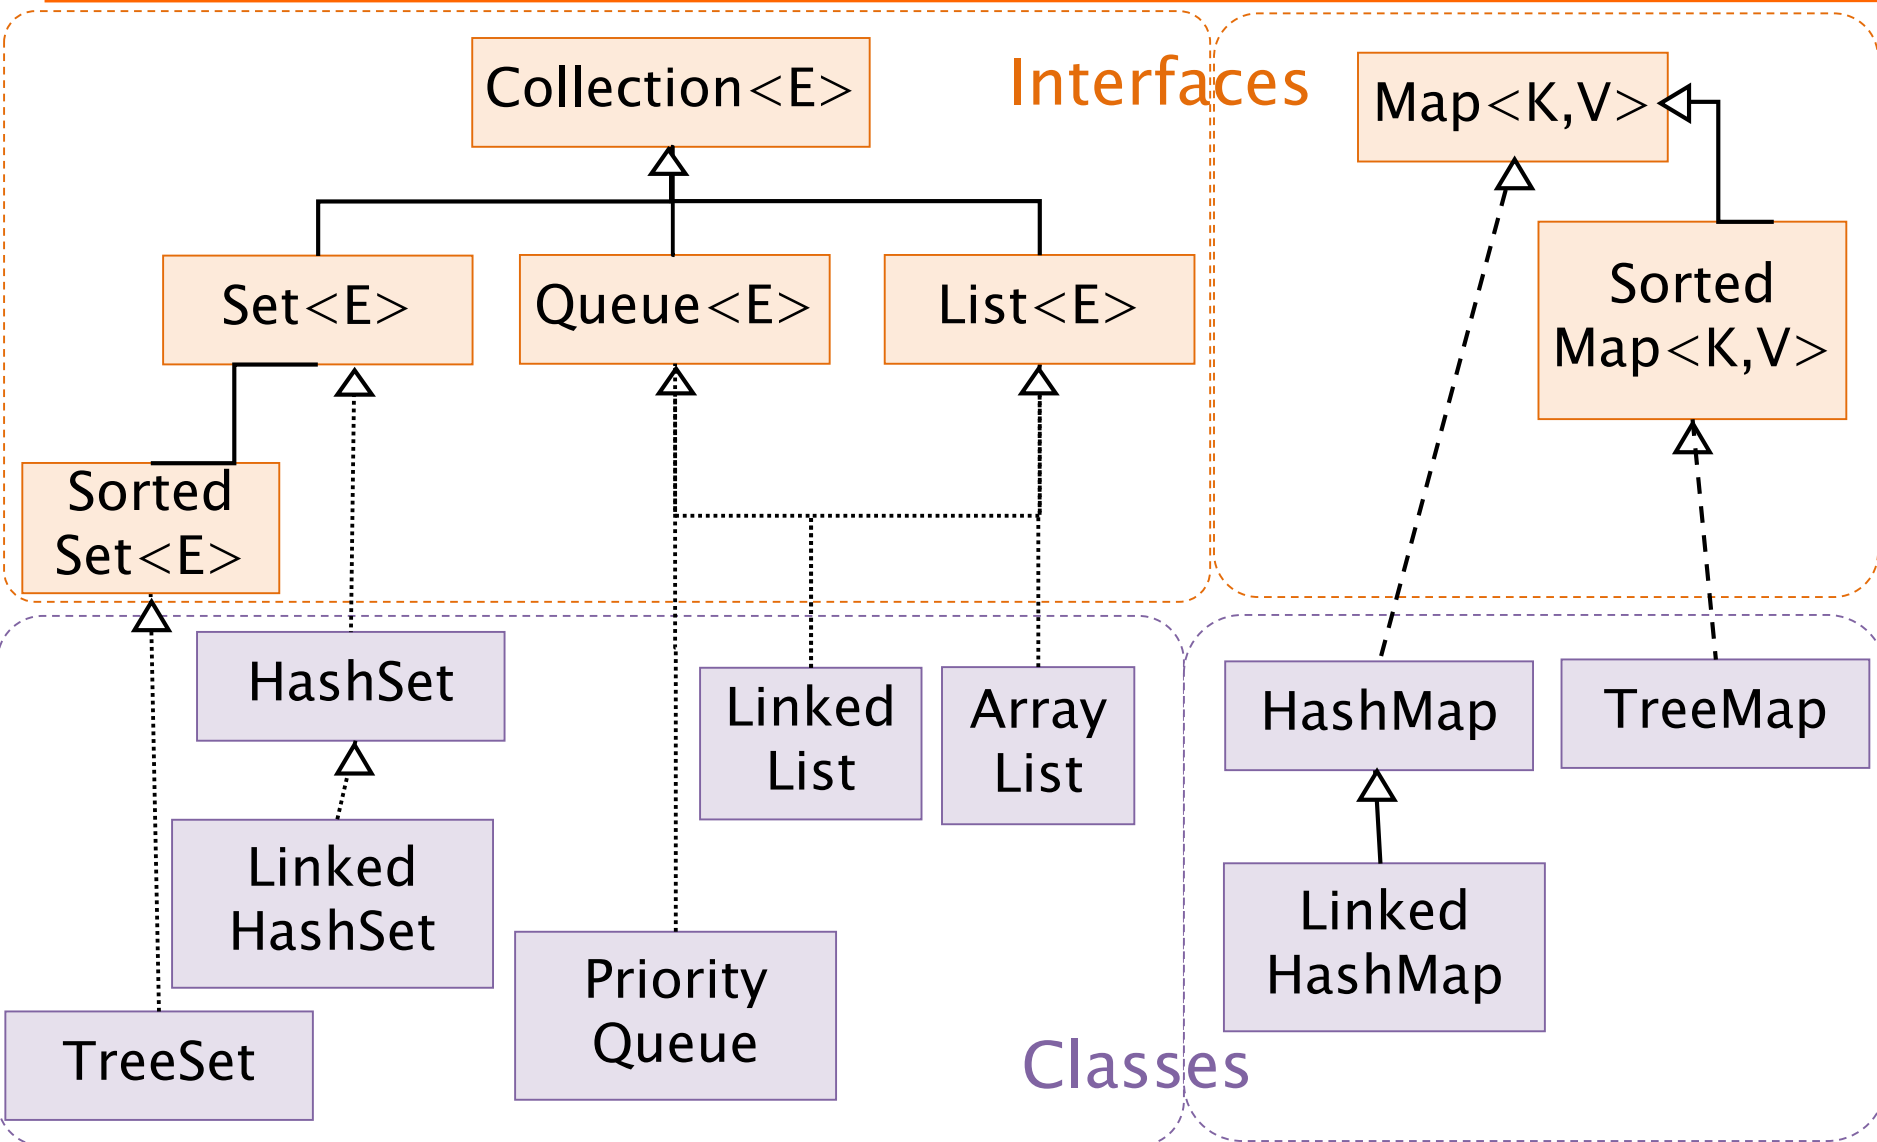 Collection<E>
Interfaces
Map<K,V>
Set<E>
Queue<E>
List<E>
Sorted
Map<K,V>
Sorted
Set<E>
HashSet
Linked
List
Array
List
HashMap
TreeMap
Linked
HashSet
Linked
HashMap
Priority
Queue
TreeSet
Classes